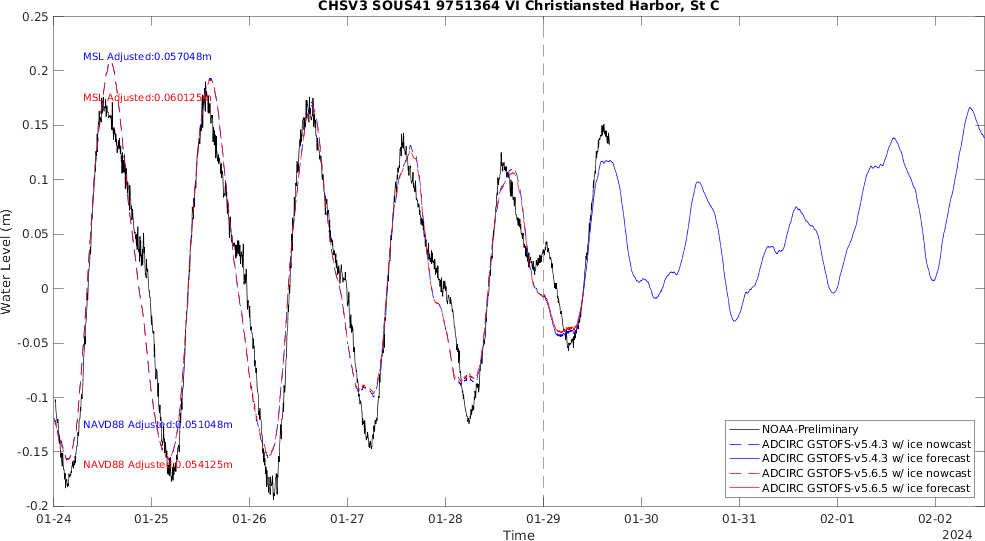 CHSV3 SOUS41 9751364 VI Christiansted Harbor, St C
0.25
0.2
0.15
0.1
0.05
0
-0.05
-0.1
-0.15
-0.2
Water Level (m)
MSL Adjusted:0.057048m
MSL Adjusted:0.060125m
NAVD88 Adjusted:0.051048m
NAVD88 Adjusted:0.054125m
NOAA-Preliminary
ADCIRC GSTOFS-v5.4.3 w/ ice nowcast
ADCIRC GSTOFS-v5.4.3 w/ ice forecast
ADCIRC GSTOFS-v5.6.5 w/ ice nowcast
ADCIRC GSTOFS-v5.6.5 w/ ice forecast
01-24 01-25 01-26 01-27 01-28 01-29 01-30 01-31 02-01 02-02
Time
2024